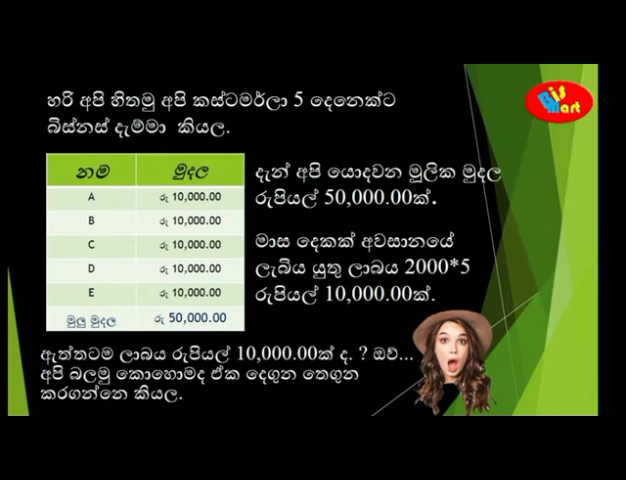 හරි අපි හිතමු අපි කස්ටමර්ලා 5 දෙනෙක්ට
බිස්නස් දැම්මා කියල.
Bis
Mart
නම මුදල
A රු 10,000.00
B රු 10,000.00
C රු 10,000.00
D රු 10,000.00
E රු 10,000.00
මුලු මුදල රු 50,000.00
දැන් අපි යොදවන මූලික මුදල
රුපියල් 50,000.00ක්.
මාස දෙකක් අවසානයේ
ලැබිය යුතු ලාබය 2000*5
රුපියල් 10,000.00ක්.
ඇත්තටම ලාබය රුපියල් 10,000.00ක් ද. ? ඔව්...
අපි බලමු කොහොමද ඒක දෙගුන තෙගුන
කරගන්නෙ කියල.